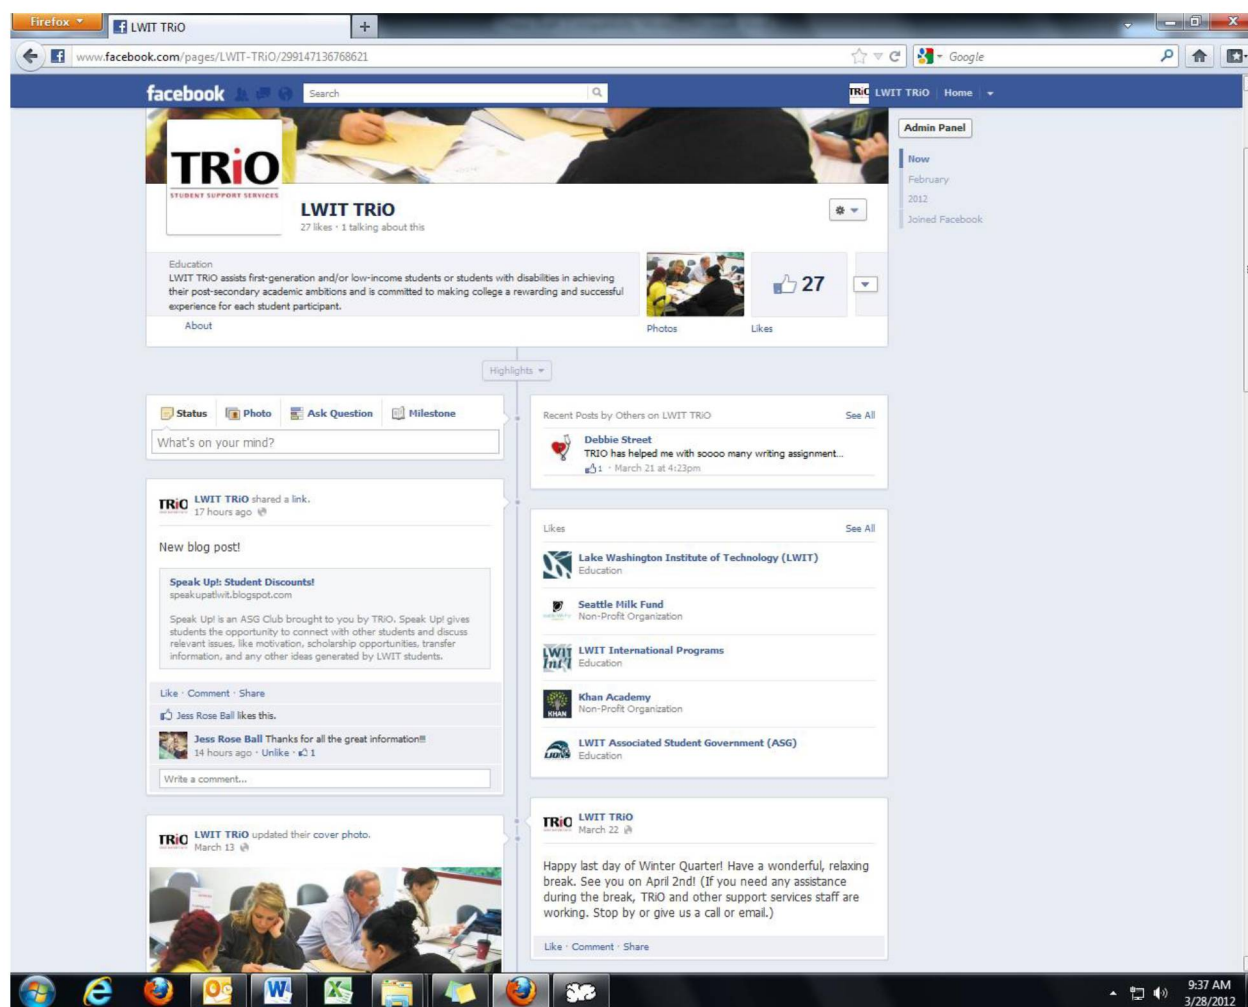 Firefox
LWIT TRiO
www.facebook.com/pages/LWIT-TRiO/299147136768621
Google
facebook
Search
TRiO LWIT TRiO
Home
Admin Panel
Now
February
2012
Joined Facebook
TRiO
STUDENT SUPPORT SERVICES
LWIT TRiO
27 likes · 1 talking about this
Education
LWIT TRiO assists first-generation and/or low-income students or students with disabilities in achieving
their post-secondary academic ambitions and is committed to making college a rewarding and successful
experience for each student participant.
About
Photos
27
Likes
Highlights
Status
Photo
Ask Question
Milestone
What's on your mind?
TRiO LWIT TRiO shared a link.
17 hours ago
New blog post!
Speak Up!: Student Discounts!
speakupatlwit.blogspot.com
Speak Up! is an ASG Club brought to you by TRiO. Speak Up! gives
students the opportunity to connect with other students and discuss
relevant issues, like motivation, scholarship opportunities, transfer
information, and any other ideas generated by LWIT students.
Like · Comment · Share
Jess Rose Ball likes this.
Jess Rose Ball Thanks for all the great information!!!
14 hours ago · Unlike · 1
Write a comment...
TRiO LWIT TRiO updated their cover photo.
March 13
Recent Posts by Others on LWIT TRiO
See All
Debbie Street
TRIO has helped me with soooo many writing assignment...
1 · March 21 at 4:23pm
Likes
See All
Lake Washington Institute of Technology (LWIT)
Education
Seattle Milk Fund
Non-Profit Organization
LWIT Int'l
LWIT International Programs
Education
KHAN
Khan Academy
Non-Profit Organization
LIONS
LWIT Associated Student Government (ASG)
Education
TRiO LWIT TRiO
March 22
Happy last day of Winter Quarter! Have a wonderful, relaxing
break. See you on April 2nd! (If you need any assistance
during the break, TRiO and other support services staff are
working. Stop by or give us a call or email.)
Like · Comment · Share
9:37 AM
3/28/2012